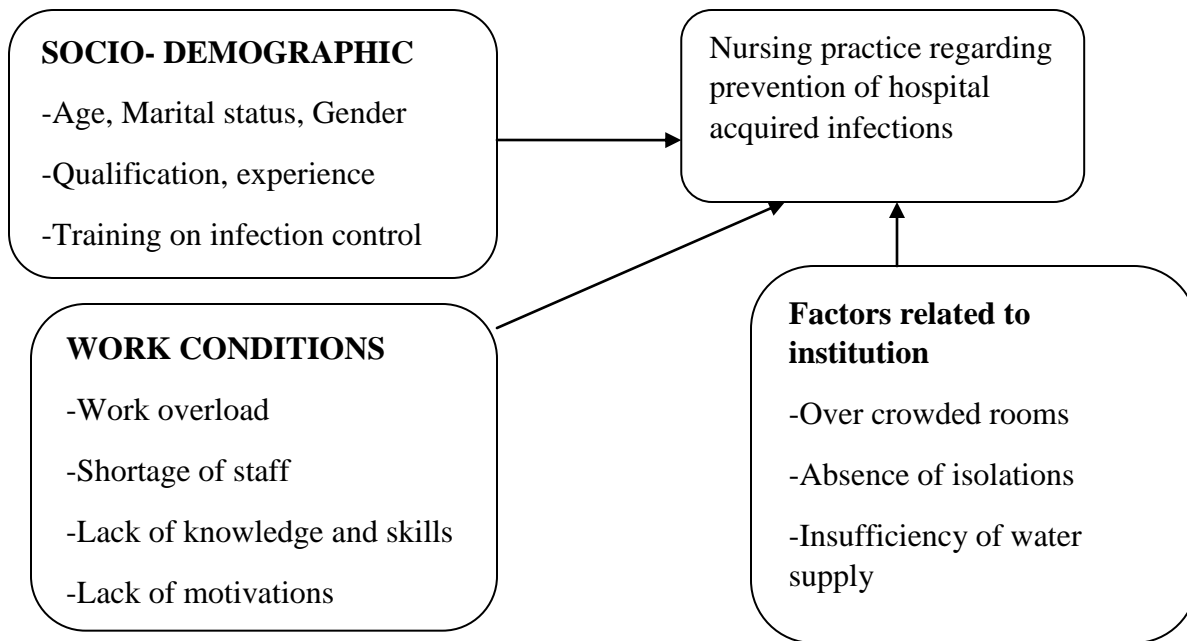 SOCIO- DEMOGRAPHIC
-Age, Marital status, Gender
-Qualification, experience
-Training on infection control
Nursing practice regarding
prevention of hospital
acquired infections
WORK CONDITIONS
-Work overload
-Shortage of staff
-Lack of knowledge and skills
-Lack of motivations
Factors related to
institution
-Over crowded rooms
-Absence of isolations
-Insufficiency of water
supply